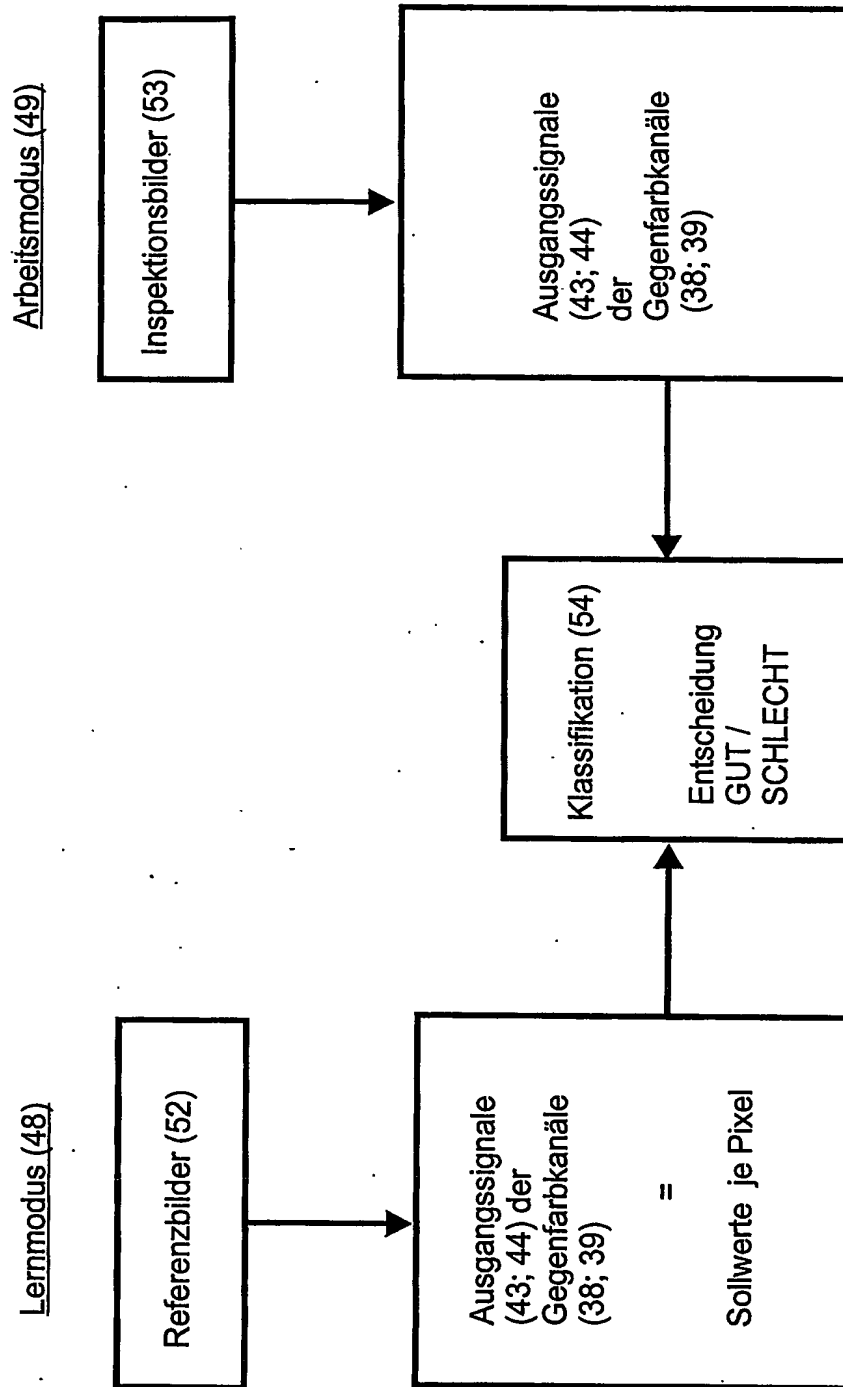 Lernmodus (48)
Referenzbilder (52)
Ausgangssignale
(43; 44) der
Gegenfarbkanäle
(38; 39)
=
Sollwerte je Pixel
Klassifikation (54)
Entscheidung
GUT /
SCHLECHT
Arbeitsmodus (49)
Inspektionsbilder (53)
Ausgangssignale
(43; 44)
der
Gegenfarbkanäle
(38; 39)